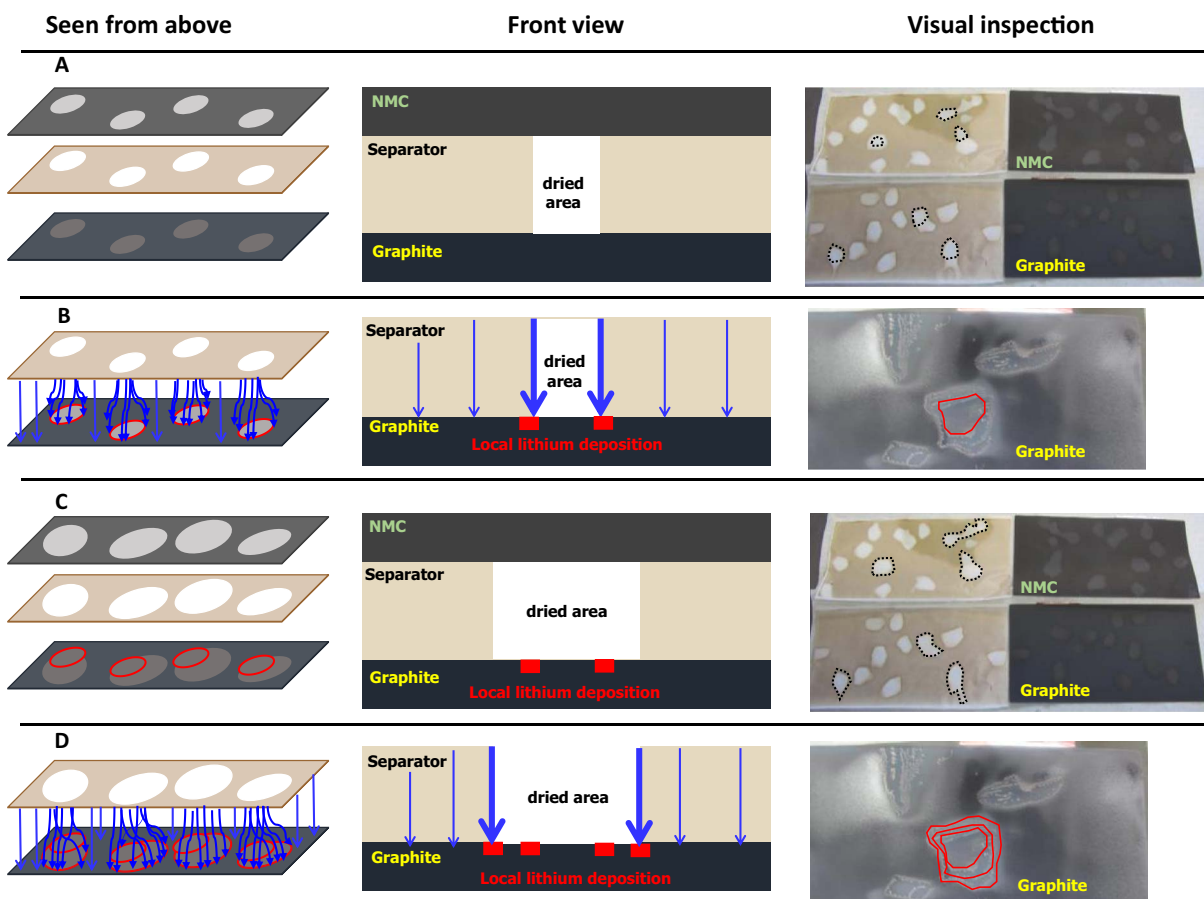 Seen from above
Front view
Visual inspection
A
NMC
Separator
dried
area
Graphite
NMC
Graphite
B
Separator
dried
area
Graphite
Local lithium deposition
Graphite
C
NMC
Separator
dried area
Graphite
Local lithium deposition
NMC
Graphite
D
Separator
dried area
Graphite
Local lithium deposition
Graphite